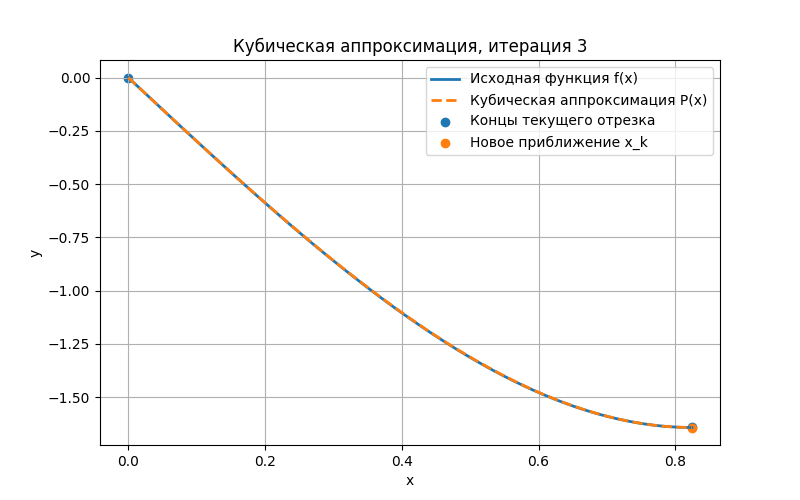 Кубическая аппроксимация, итерация 3
Исходная функция f(x)
Кубическая аппроксимация P(x)
Концы текущего отрезка
Новое приближение x_k
0.00
−0.25
−0.50
−0.75
−1.00
−1.25
−1.50
y
0.0 0.2 0.4 0.6 0.8
x